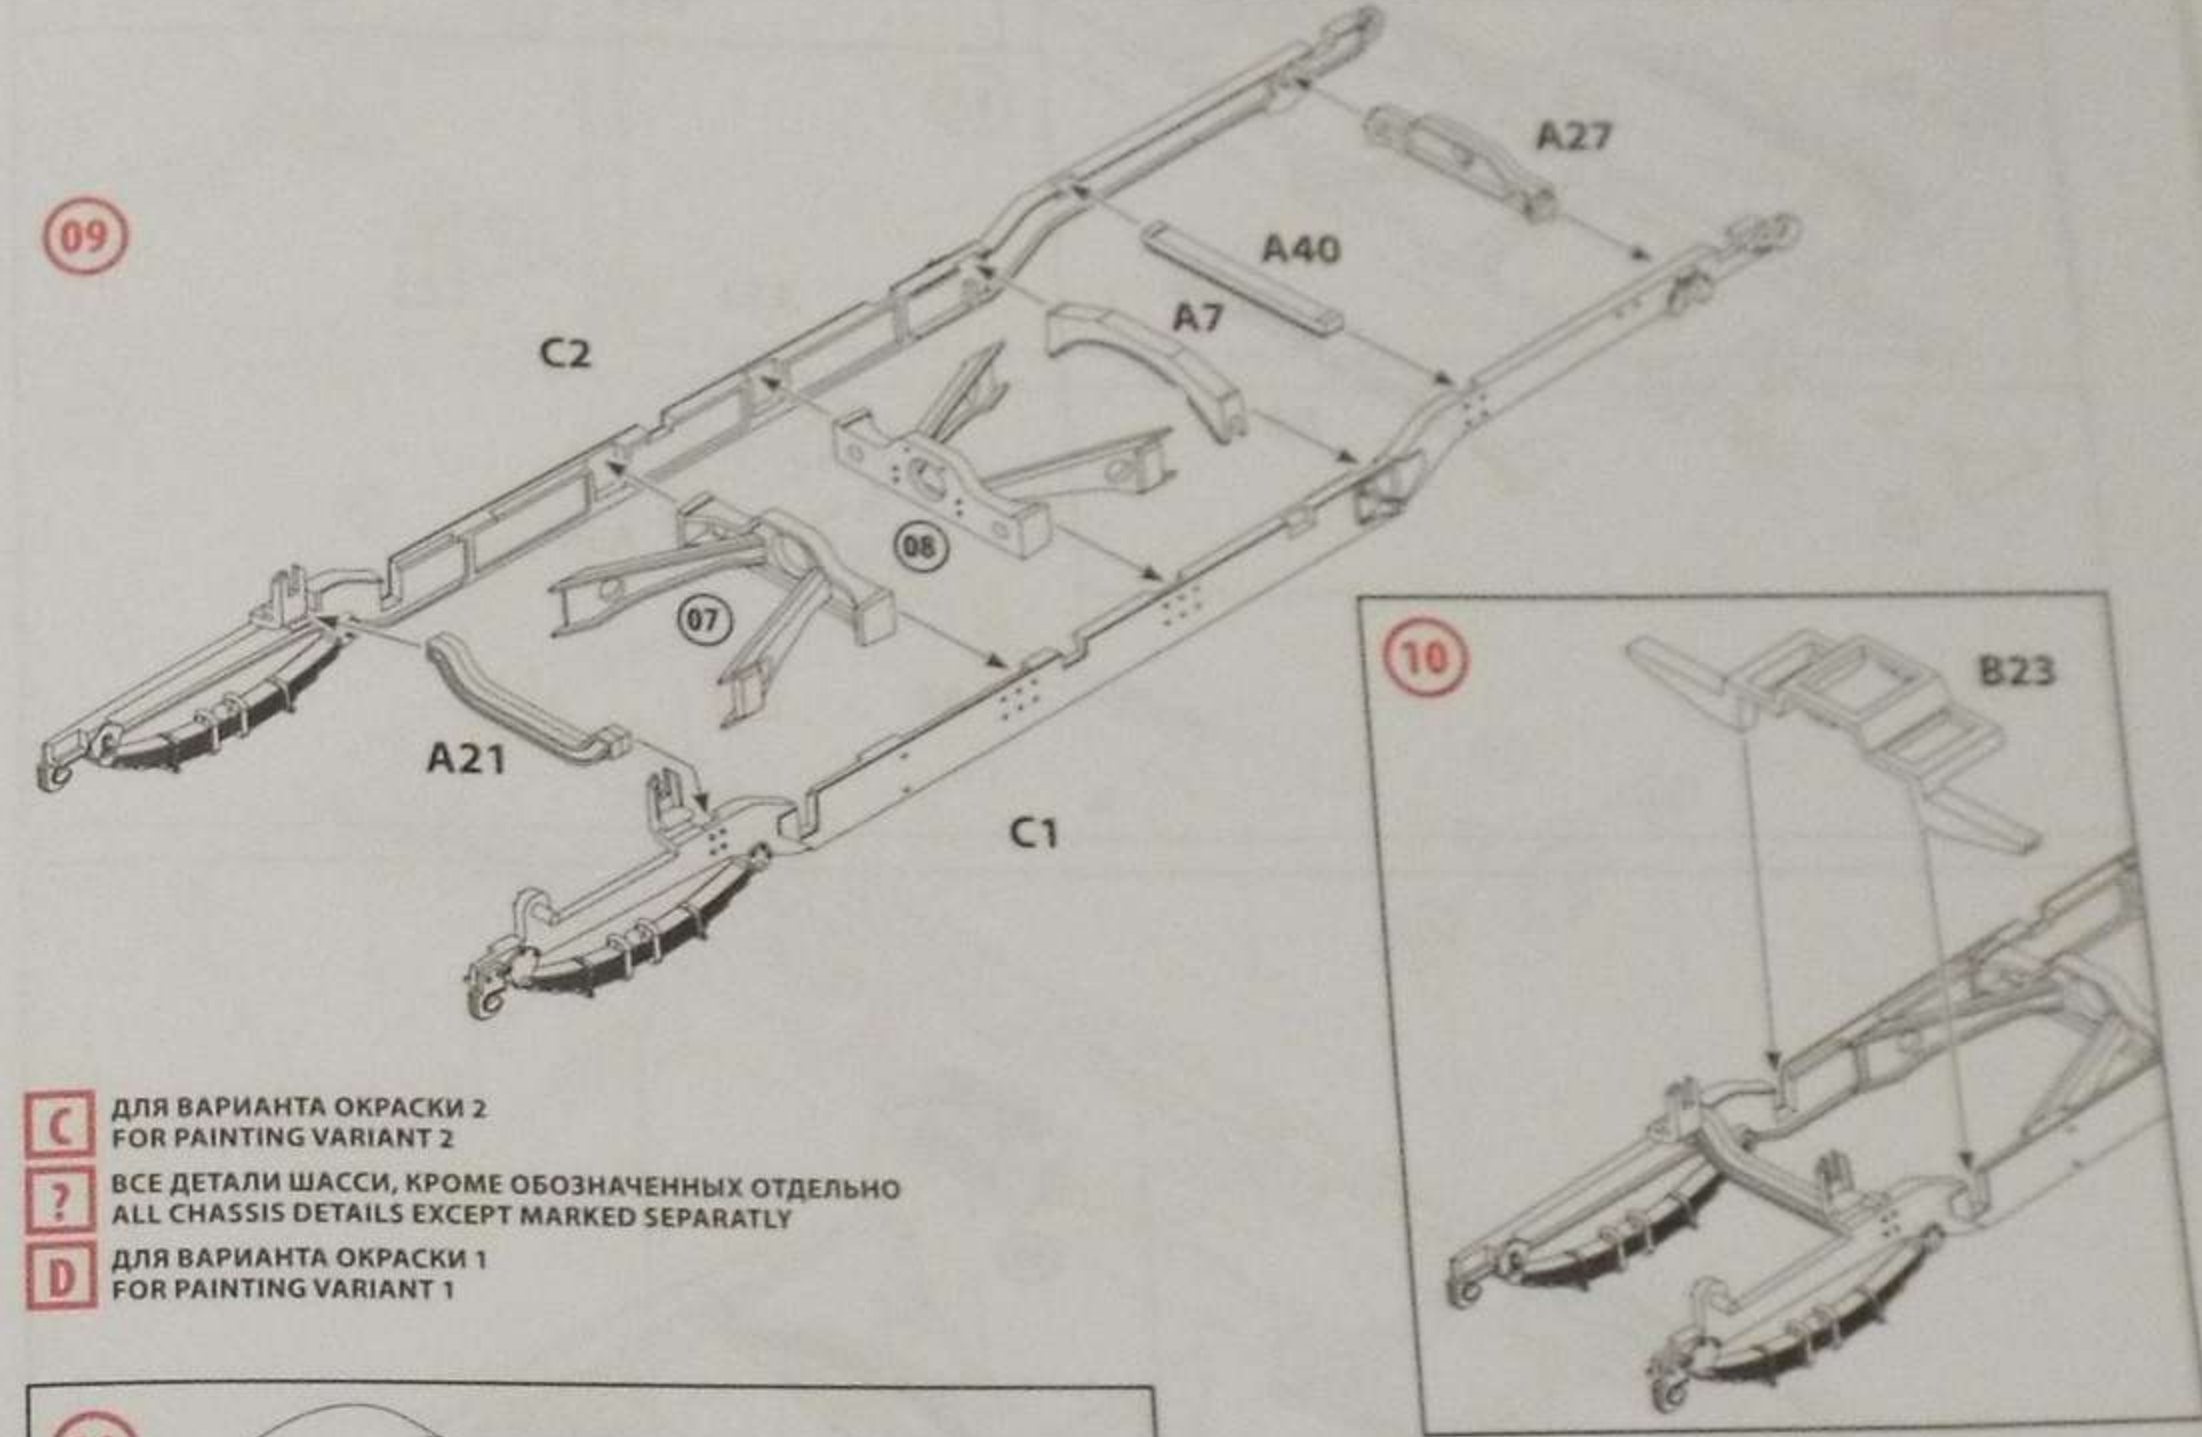 09
A27
A40
A7
C2
08
07
A21
C1
10
B23
C
ДЛЯ ВАРИАНТА ОКРАСКИ 2
FOR PAINTING VARIANT 2
?
ВСЕ ДЕТАЛИ ШАССИ, КРОМЕ ОБОЗНАЧЕННЫХ ОТДЕЛЬНО
ALL CHASSIS DETAILS EXCEPT MARKED SEPARATLY
D
ДЛЯ ВАРИАНТА ОКРАСКИ 1
FOR PAINTING VARIANT 1